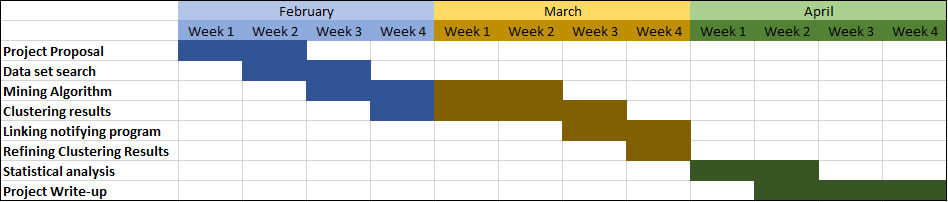 February March April
Week 1 Week 2 Week 3 Week 4 Week 1 Week 2 Week 3 Week 4 Week 1 Week 2 Week 3 Week 4
Project Proposal
Data set search
Mining Algorithm
Clustering results
Linking notifying program
Refining Clustering Results
Statistical analysis
Project Write-up